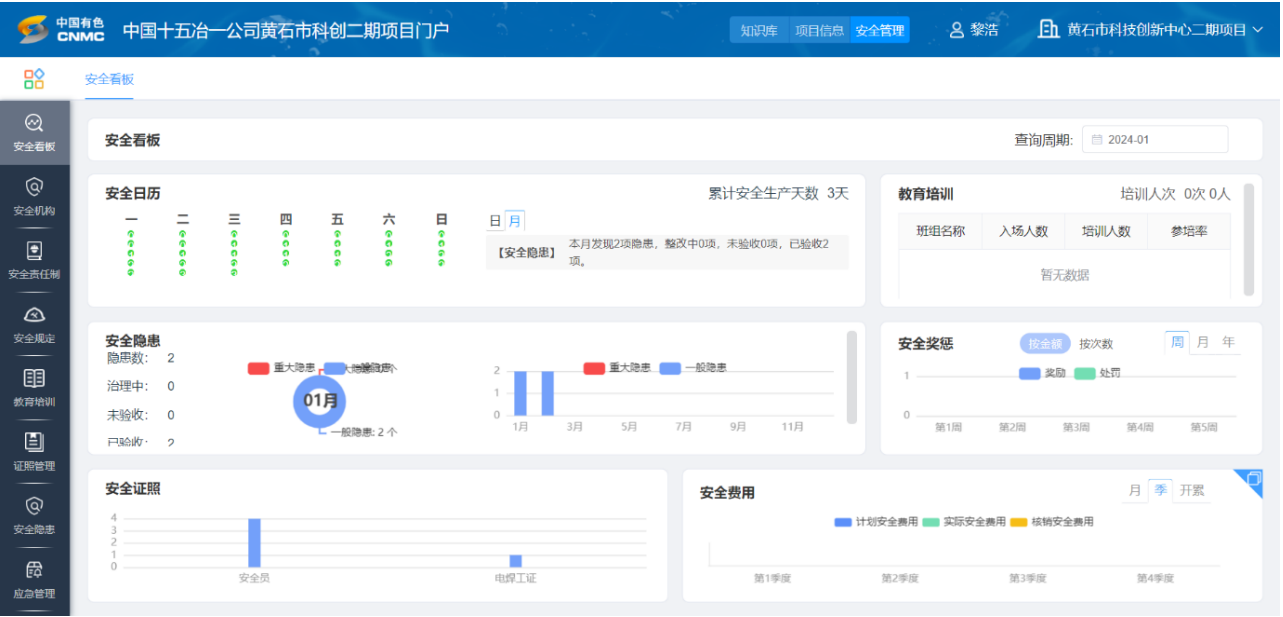 中国有色
CNMC
中国十五冶一公司黄石市科创二期项目门户
知识库 项目信息 安全管理
黎浩
黄石市科技创新中心二期项目
安全看板
安全看板
安全机构
安全责任制
安全规定
教育培训
证照管理
安全隐患
应急管理
安全看板
查询周期: 2024-01
安全日历
累计安全生产天数 3天
一 二 三 四 五 六 日
日 月
【安全隐患】
本月发现2项隐患，整改中0项，未验收0项，已验收2
项。
教育培训
培训人次 0次 0人
班组名称 入场人数 培训人数 参培率
暂无数据
安全隐患
隐患数: 2
治理中: 0
未验收: 0
已验收: 2
重大隐患
01月
一般隐患: 2 个
重大隐患 一般隐患
2
1
0
1月 3月 5月 7月 9月 11月
安全奖惩
按金额 按次数
周 月 年
奖励 处罚
1
0
第1周 第2周 第3周 第4周 第5周
安全证照
4
3
2
1
0
安全员 电焊工证
安全费用
月 季 开累
计划安全费用 实际安全费用 核销安全费用
第1季度 第2季度 第3季度 第4季度